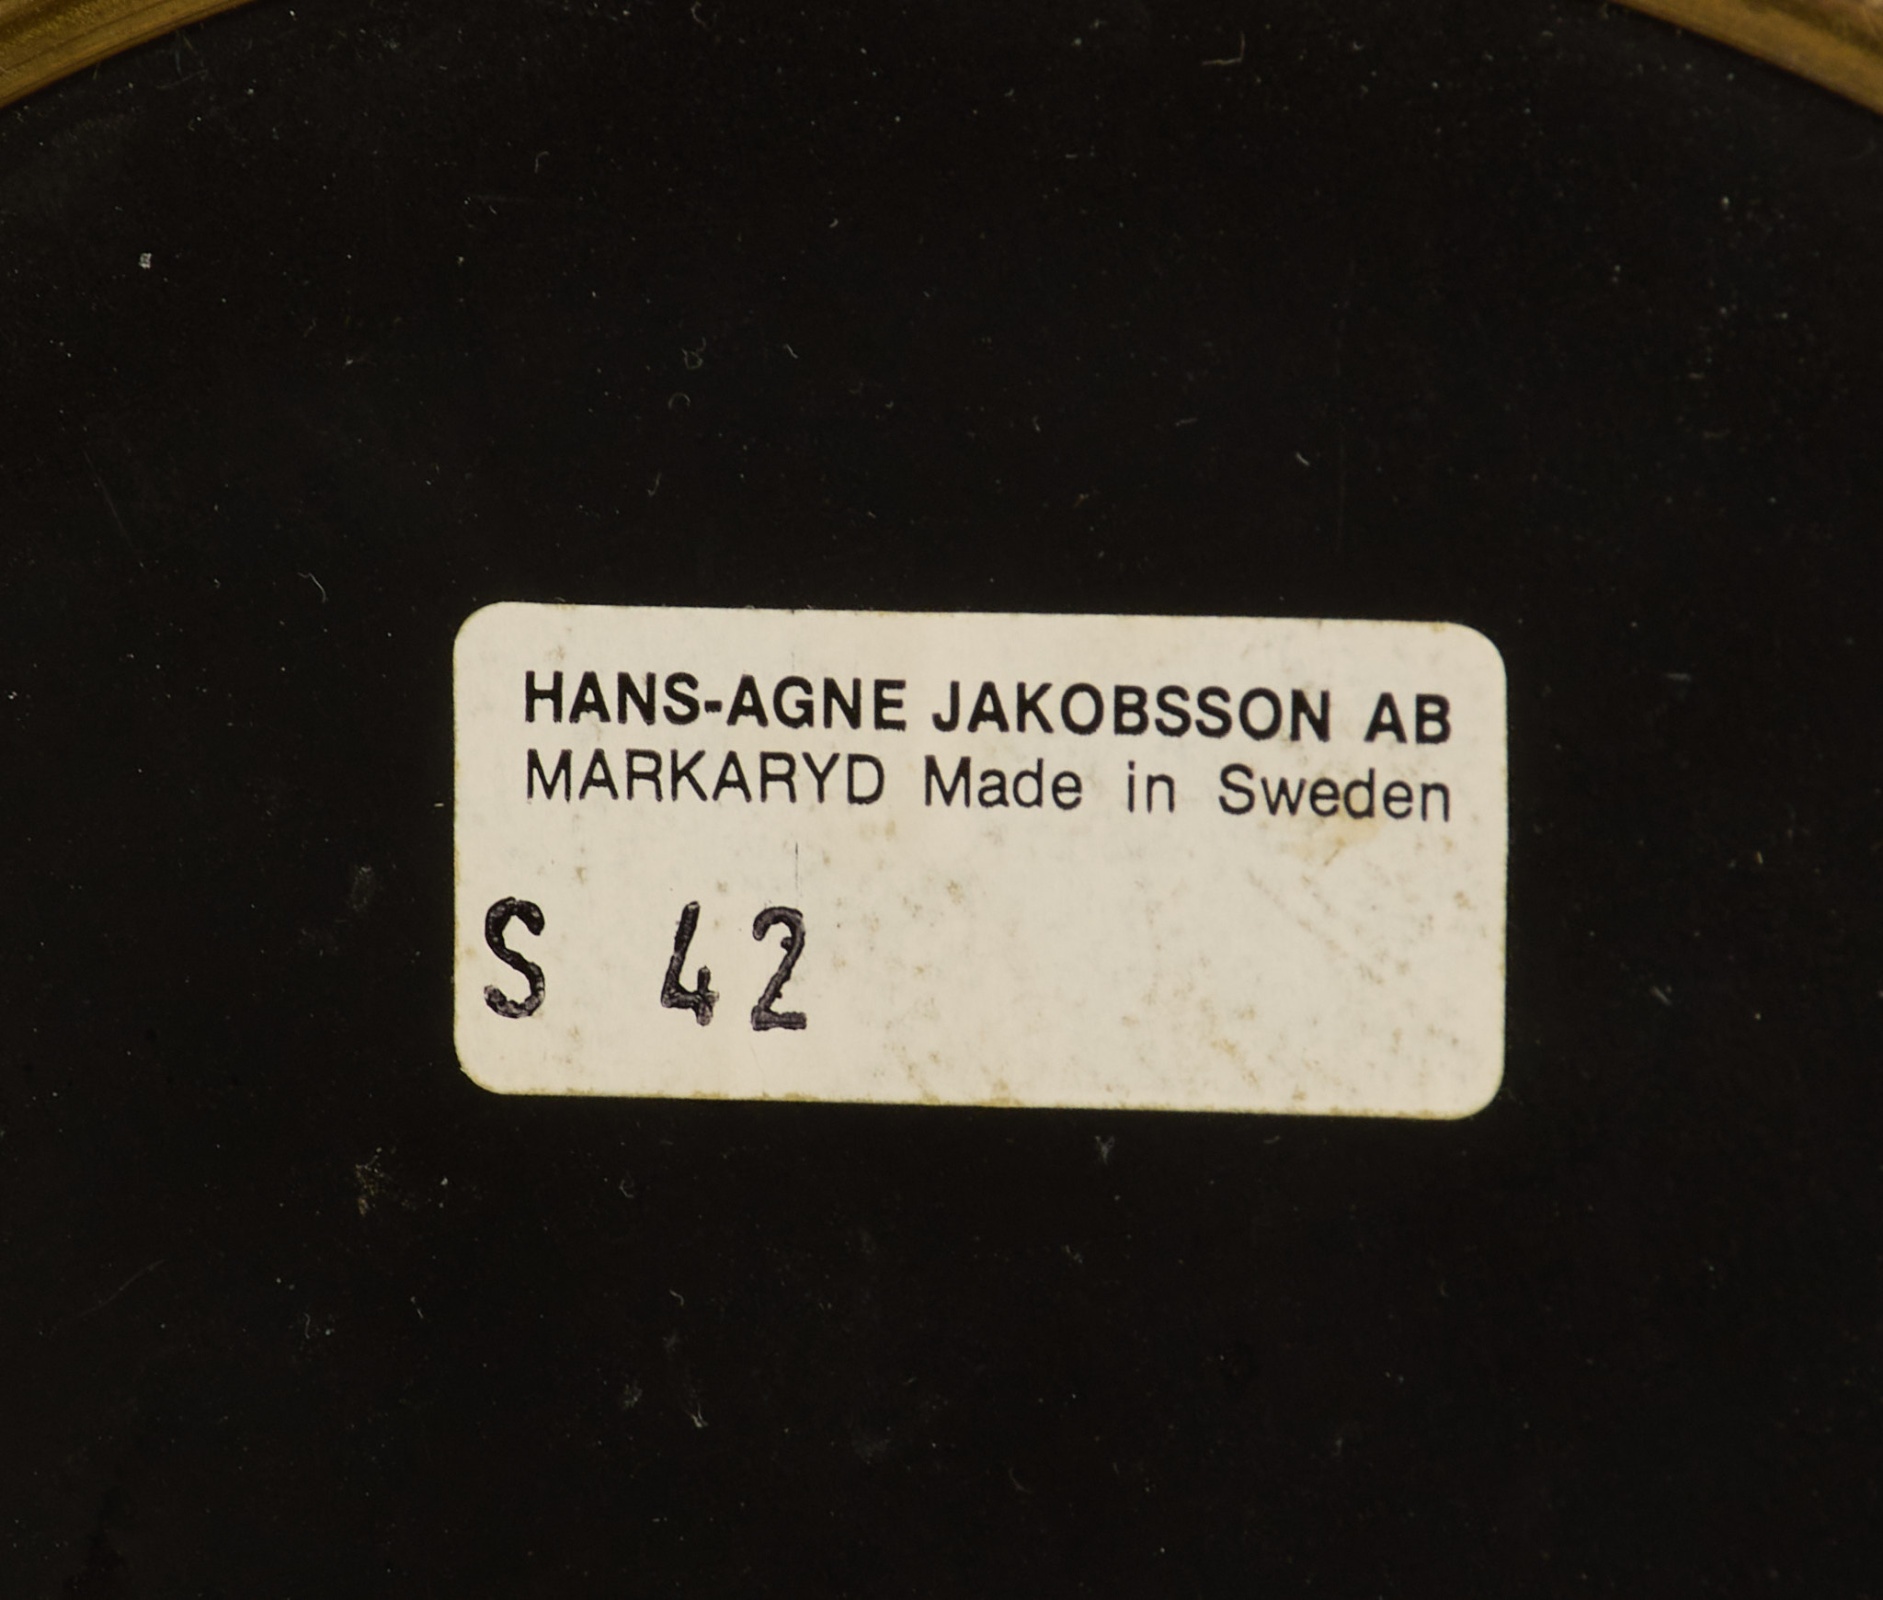 HANS-AGNE JAKOBSSON AB
MARKARYD Made in Sweden
S 42